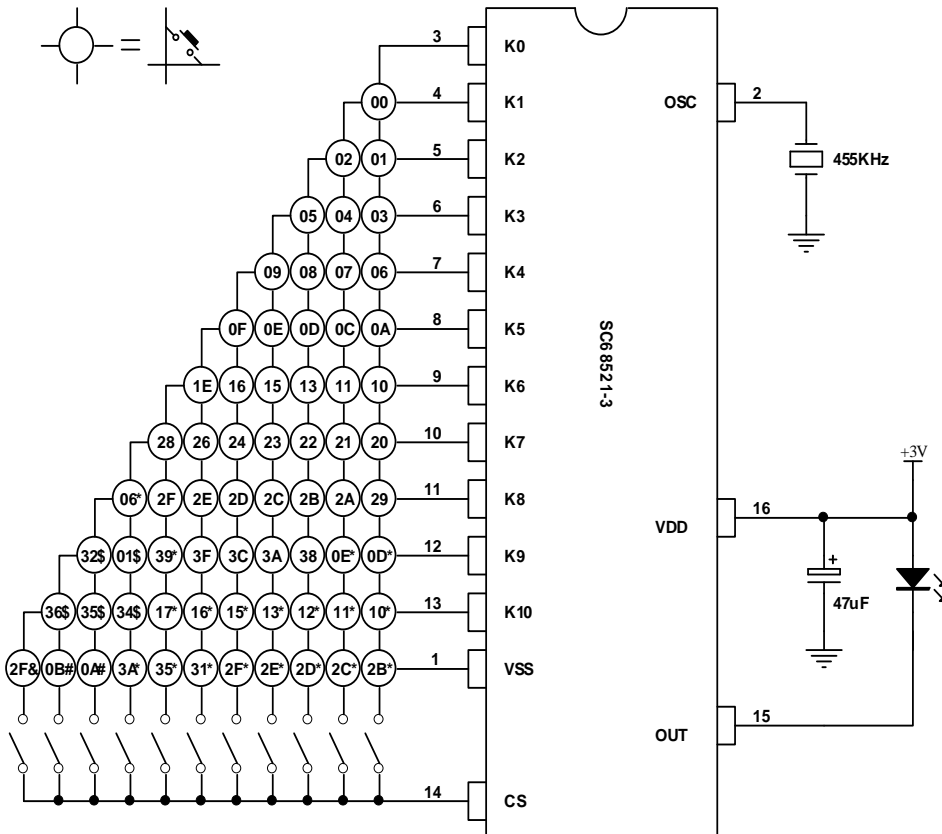 3 K0
00 4 K1 OSC 2
02 01 5 K2 455KHz
05 04 03 6 K3
09 08 07 06 7 K4
0F 0E 0D 0C 0A 8 K5
SC68521-3
1E 16 15 13 11 10 9 K6
28 26 24 23 22 21 20 10 K7
+3V
06* 2F 2E 2D 2C 2B 2A 29 11 K8
VDD 16
32$ 01$ 39* 3F 3C 3A 38 0E* 0D* 12 K9
+
47uF
36$ 35$ 34$ 17* 16* 15* 13* 12* 11* 10* 13 K10
2F& 0B# 0A# 3A* 35* 31* 2F* 2E* 2D* 2C* 2B* 1 VSS
OUT 15
14 CS